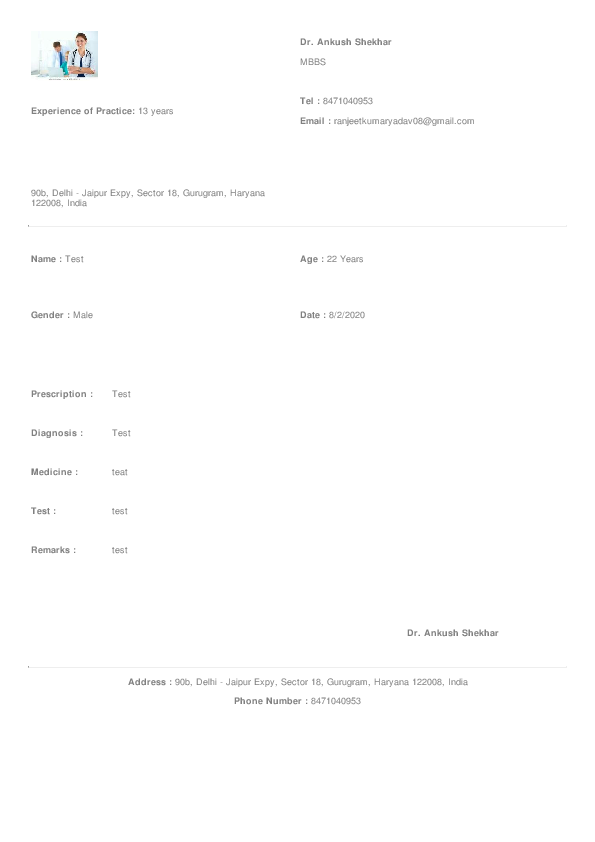 Dr. Ankush Shekhar
MBBS
Tel : 8471040953
Experience of Practice: 13 years
Email : ranjeetkumaryadav08@gmail.com
90b, Delhi - Jaipur Expy, Sector 18, Gurugram, Haryana
122008, India
Name : Test
Age : 22 Years
Gender : Male
Date : 8/2/2020
Prescription : Test
Diagnosis : Test
Medicine : teat
Test : test
Remarks : test
Dr. Ankush Shekhar
Address : 90b, Delhi - Jaipur Expy, Sector 18, Gurugram, Haryana 122008, India
Phone Number : 8471040953